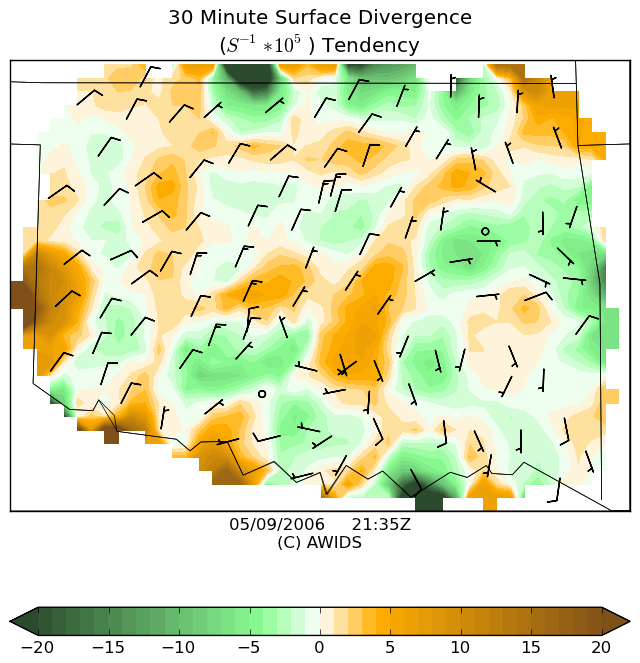 30 Minute Surface Divergence
(S⁻¹ ∗ 10⁵ ) Tendency
05/09/2006 21:35Z
(C) AWIDS
−20 −15 −10 −5 0 5 10 15 20